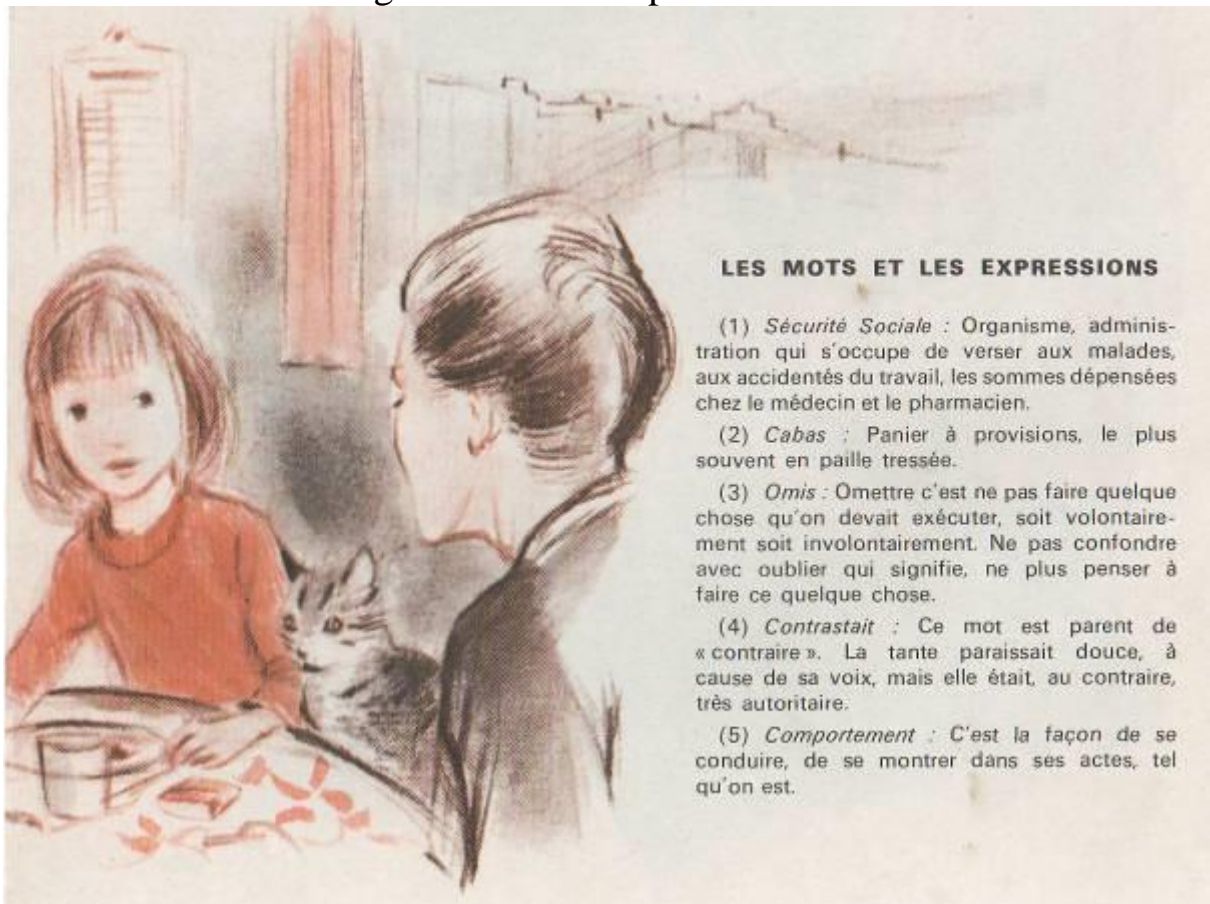 LES MOTS ET LES EXPRESSIONS
(1) Sécurité Sociale : Organisme, adminis-
tration qui s'occupe de verser aux malades,
aux accidentés du travail, les sommes dépensées
chez le médecin et le pharmacien.
(2) Cabas : Panier à provisions, le plus
souvent en paille tressée.
(3) Omis : Omettre c'est ne pas faire quelque
chose qu'on devait exécuter, soit volontaire-
ment soit involontairement. Ne pas confondre
avec oublier qui signifie, ne plus penser à
faire ce quelque chose.
(4) Contrastait : Ce mot est parent de
« contraire ». La tante paraissait douce, à
cause de sa voix, mais elle était, au contraire,
très autoritaire.
(5) Comportement : C'est la façon de se
conduire, de se montrer dans ses actes, tel
qu'on est.